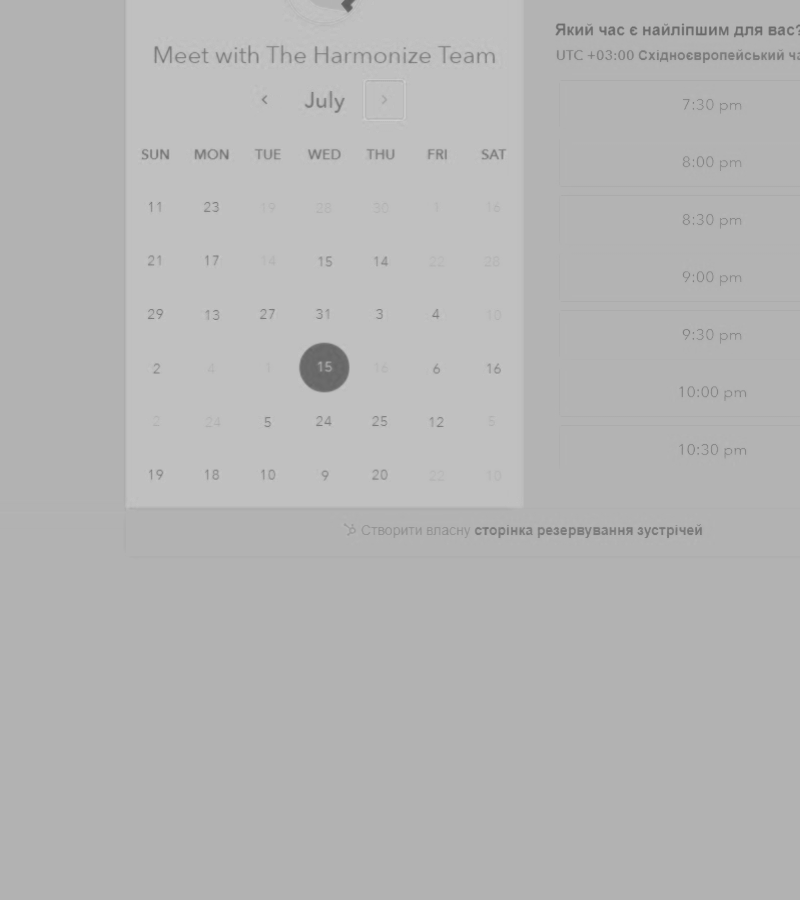 Meet with The Harmonize Team
July
SUN MON TUE WED THU FRI SAT
11 23 19 28 30 1 16
21 17 14 15 14 22 28
29 13 27 31 3 4 10
2 4 1 15 16 6 16
2 24 5 24 25 12 5
19 18 10 9 20 22 10
Який час є найліпшим для вас?
UTC +03:00 Східноєвропейський
7:30 pm
8:00 pm
8:30 pm
9:00 pm
9:30 pm
10:00 pm
10:30 pm
Створити власну сторінка резервування зустрічей